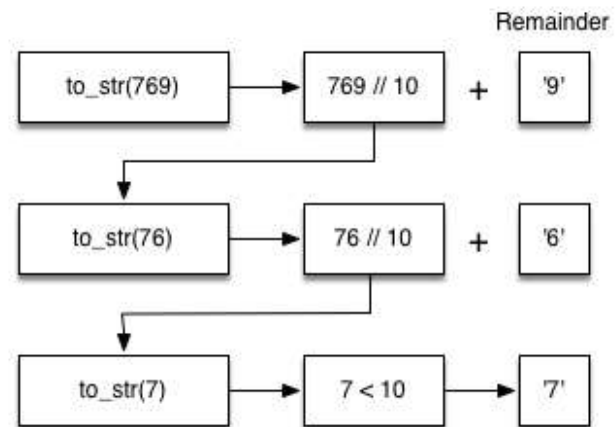 Remainder
to_str(769) 769 // 10 + '9'
to_str(76) 76 // 10 + '6'
to_str(7) 7 < 10 '7'